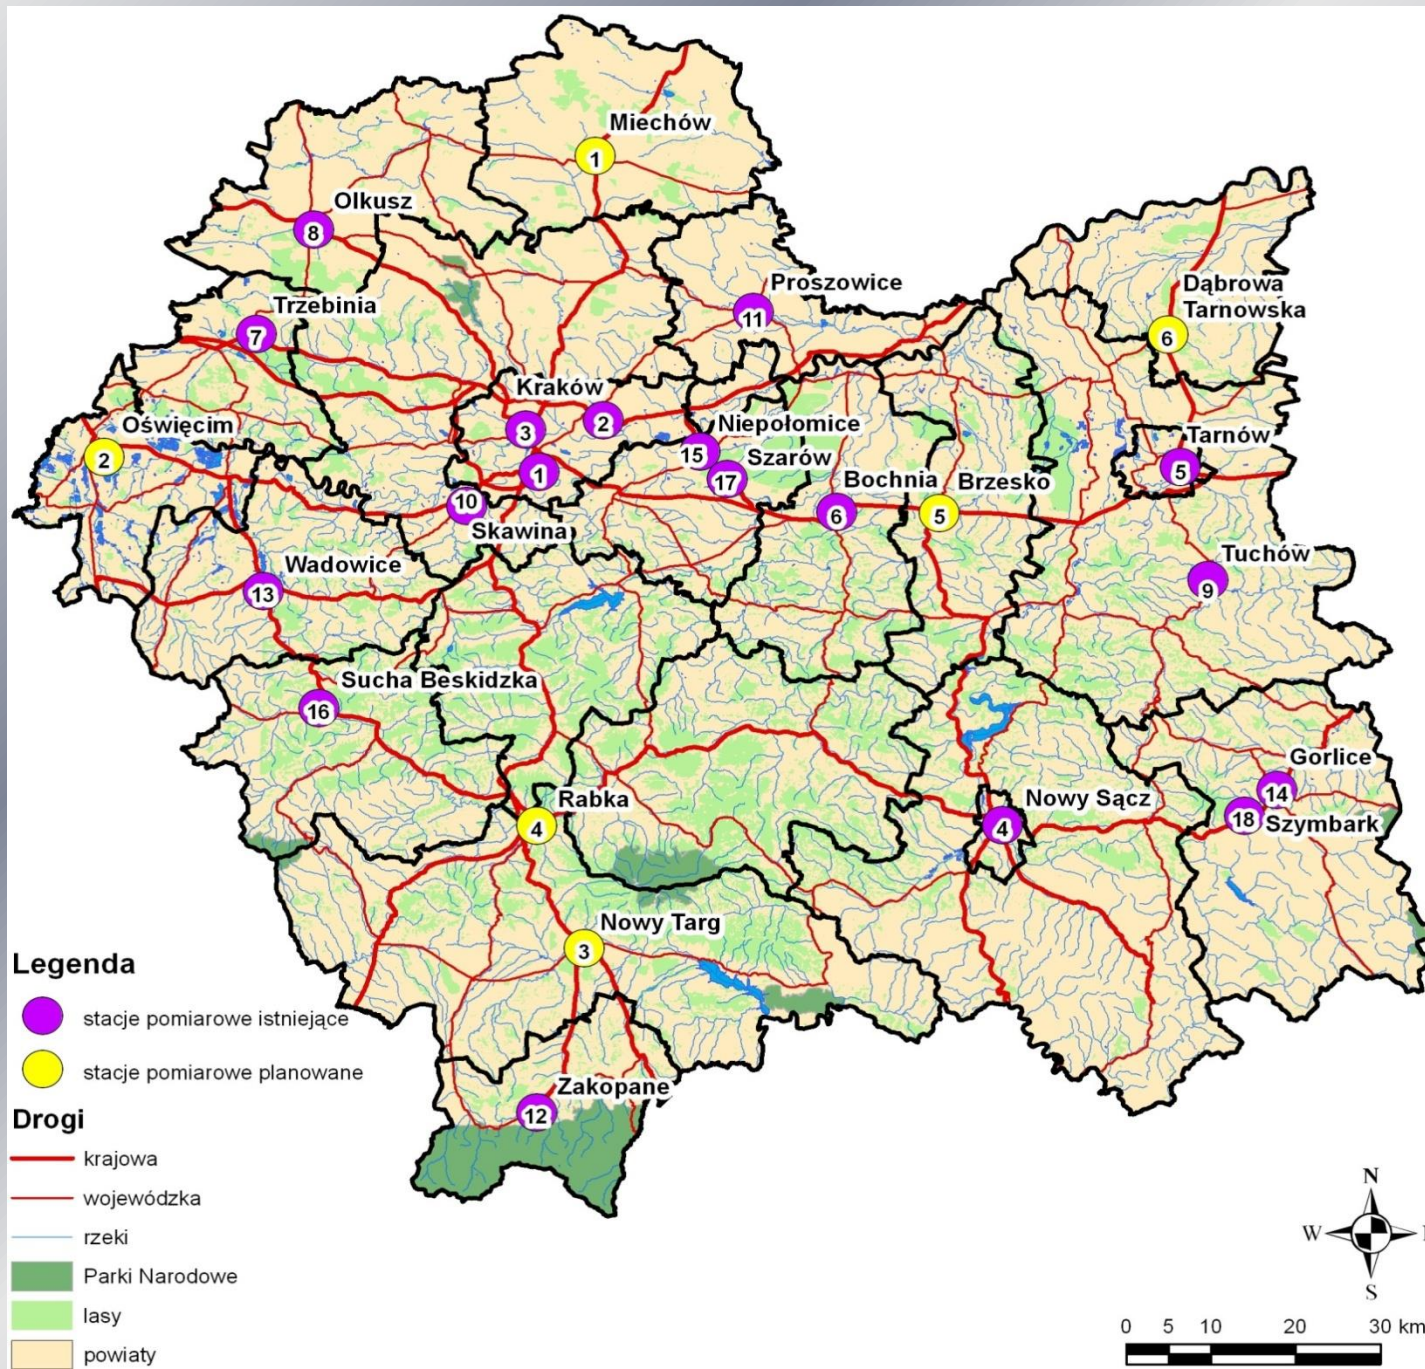 Miechów
1
Olkusz
8
Proszowice
11
Dąbrowa
Tarnowska
6
Trzebinia
7
Kraków
3
2
1
Oświęcim
2
Niepołomice
15
Szarów
17
Tarnów
5
Bochnia
6
Brzesko
5
10
Skawina
Wadowice
13
Tuchów
9
Sucha Beskidzka
16
Rabka
4
Nowy Sącz
4
Gorlice
14
18
Szymbark
Nowy Targ
3
Zakopane
12
Legenda
stacje pomiarowe istniejące
stacje pomiarowe planowane
Drogi
krajowa
wojewódzka
rzeki
Parki Narodowe
lasy
powiaty
N
W
S
0 5 10 20 30 km